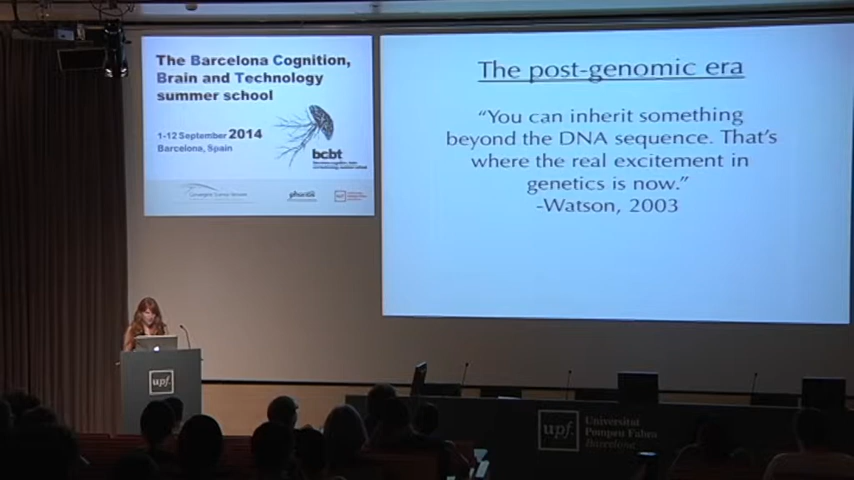 The Barcelona Cognition,
Brain and Technology
summer school
1-12 September 2014
Barcelona, Spain
bcbt
phantia
The post-genomic era
“You can inherit something
beyond the DNA sequence. That’s
where the real excitement in
genetics is now.”
-Watson, 2003
upf.
upf.
Universitat
Pompeu Fabra
Barcelona